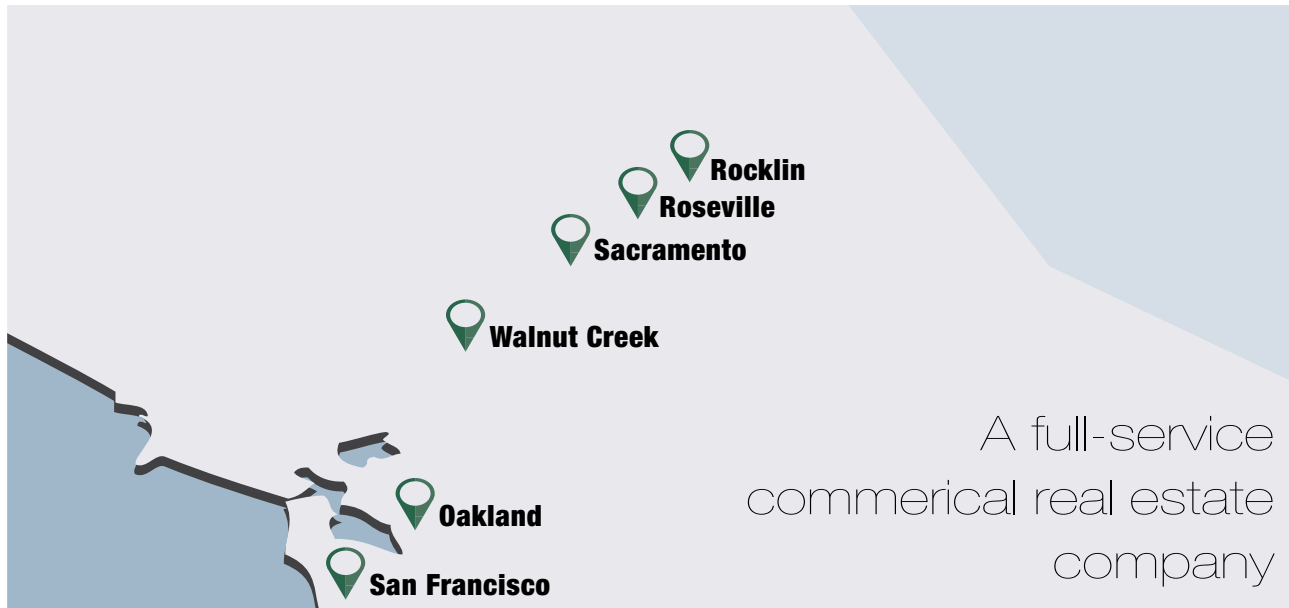 Rocklin
Roseville
Sacramento
Walnut Creek
A full-service
commerical real estate
company
Oakland
San Francisco